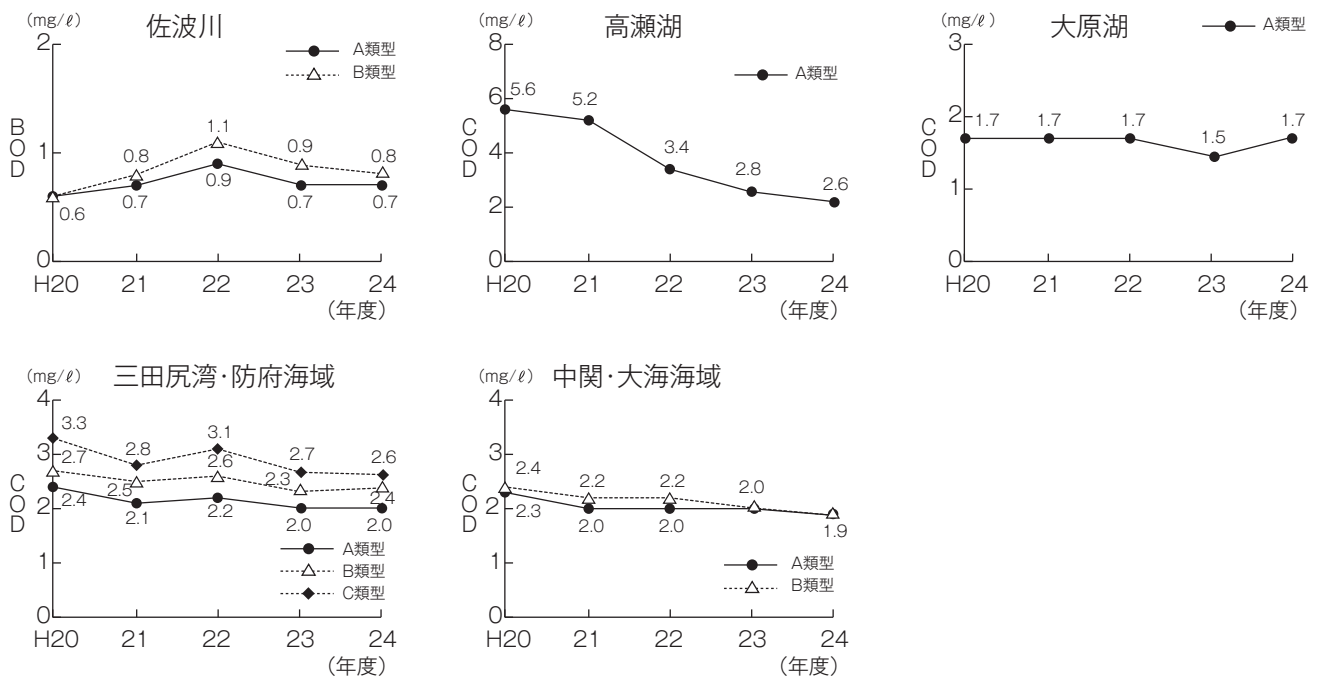 佐波川
(mg/ℓ)
A類型
B類型
BOD
2
1
0
0.6
0.8
0.7
1.1
0.9
0.9
0.7
0.8
0.7
H20 21 22 23 24
(年度)
高瀬湖
(mg/ℓ)
A類型
COD
8
6
4
2
0
5.6
5.2
3.4
2.8
2.6
H20 21 22 23 24
(年度)
大原湖
(mg/ℓ)
A類型
COD
3
2
1
0
1.7
1.7
1.7
1.5
1.7
H20 21 22 23 24
(年度)
三田尻湾・防府海域
(mg/ℓ)
COD
4
3
2
1
0
3.3
2.8
3.1
2.7
2.6
2.7
2.5
2.6
2.3
2.4
2.4
2.1
2.2
2.0
2.0
A類型
B類型
C類型
H20 21 22 23 24
(年度)
中関・大海海域
(mg/ℓ)
COD
4
3
2
1
0
2.4
2.2
2.2
2.0
2.3
2.0
2.0
1.9
A類型
B類型
H20 21 22 23 24
(年度)